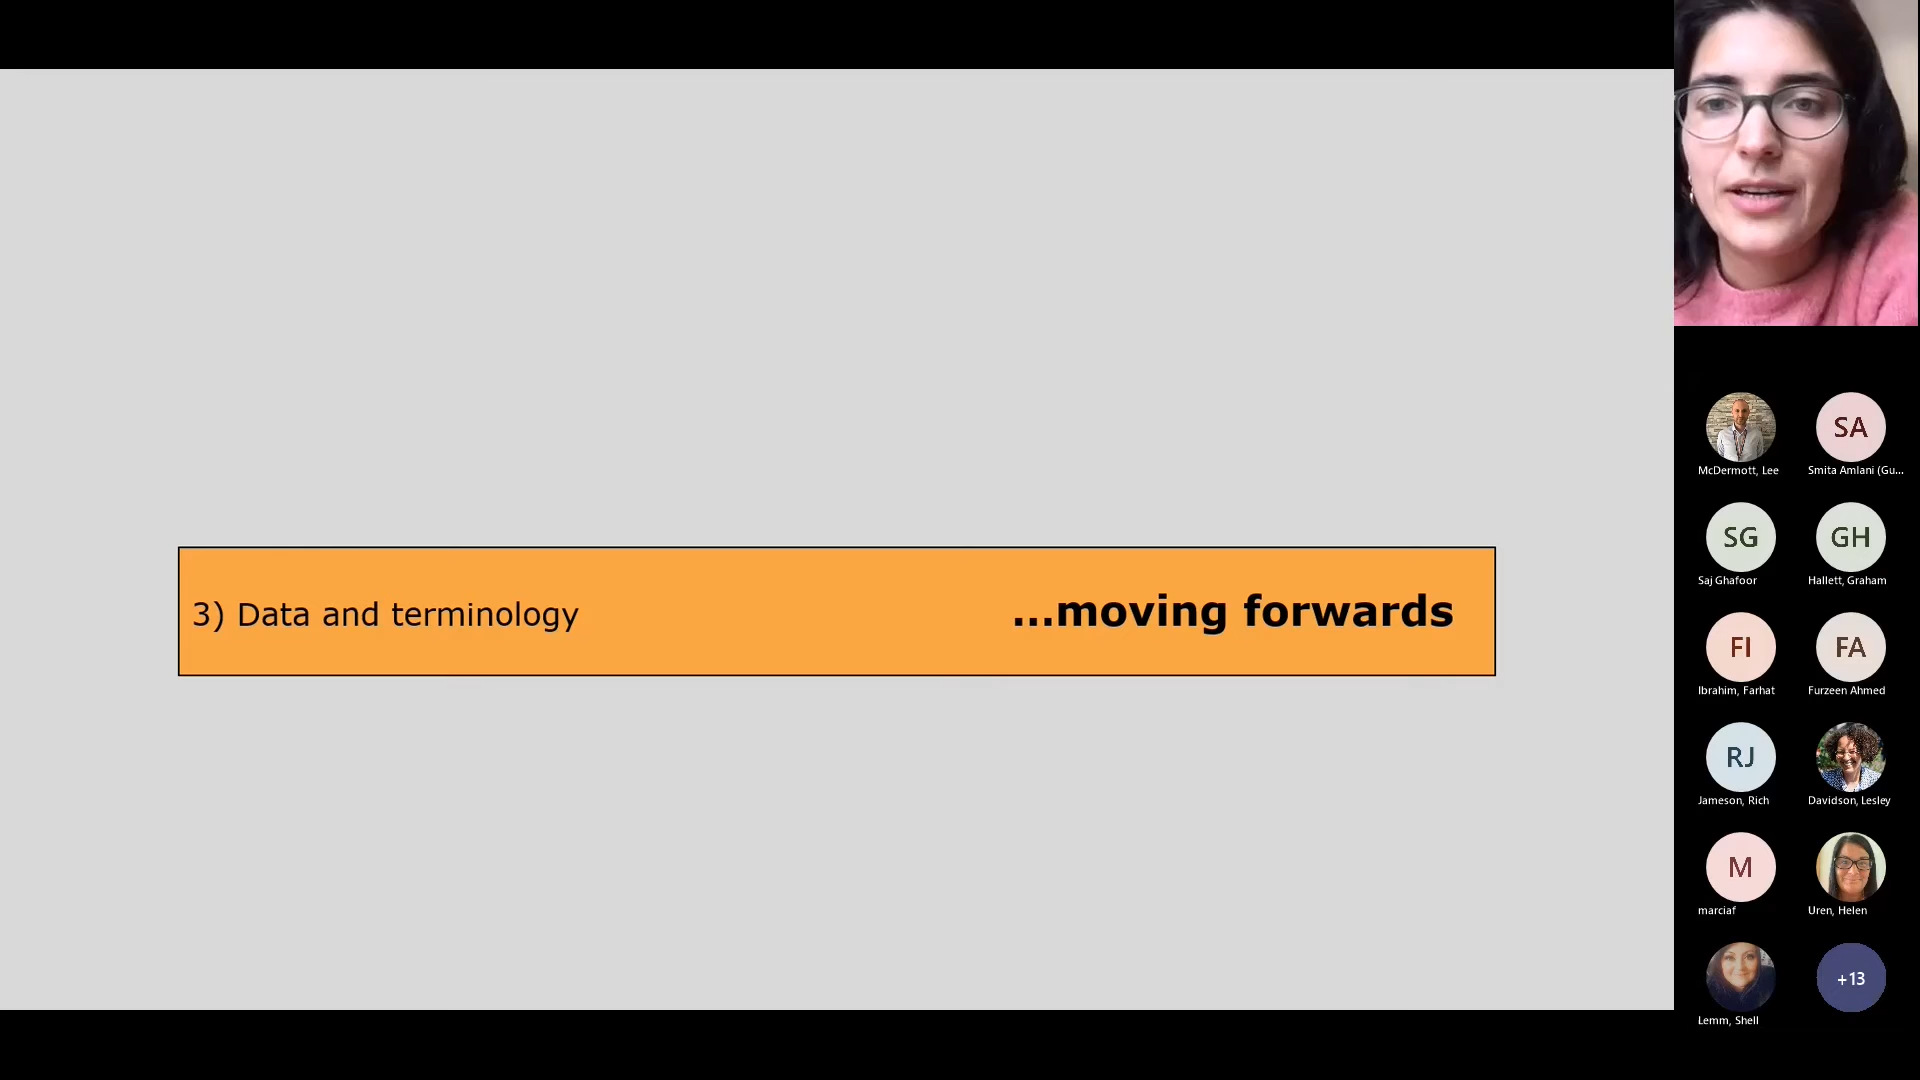 3) Data and terminology
...moving forwards
McDermott, Lee
SA
Smita Amlani (Gu...
SG
Saj Ghafoor
GH
Hallett, Graham
FI
Ibrahim, Farhat
FA
Furzeen Ahmed
RJ
Jameson, Rich
Davidson, Lesley
M
marciaf
Uren, Helen
Lemm, Shell
+13